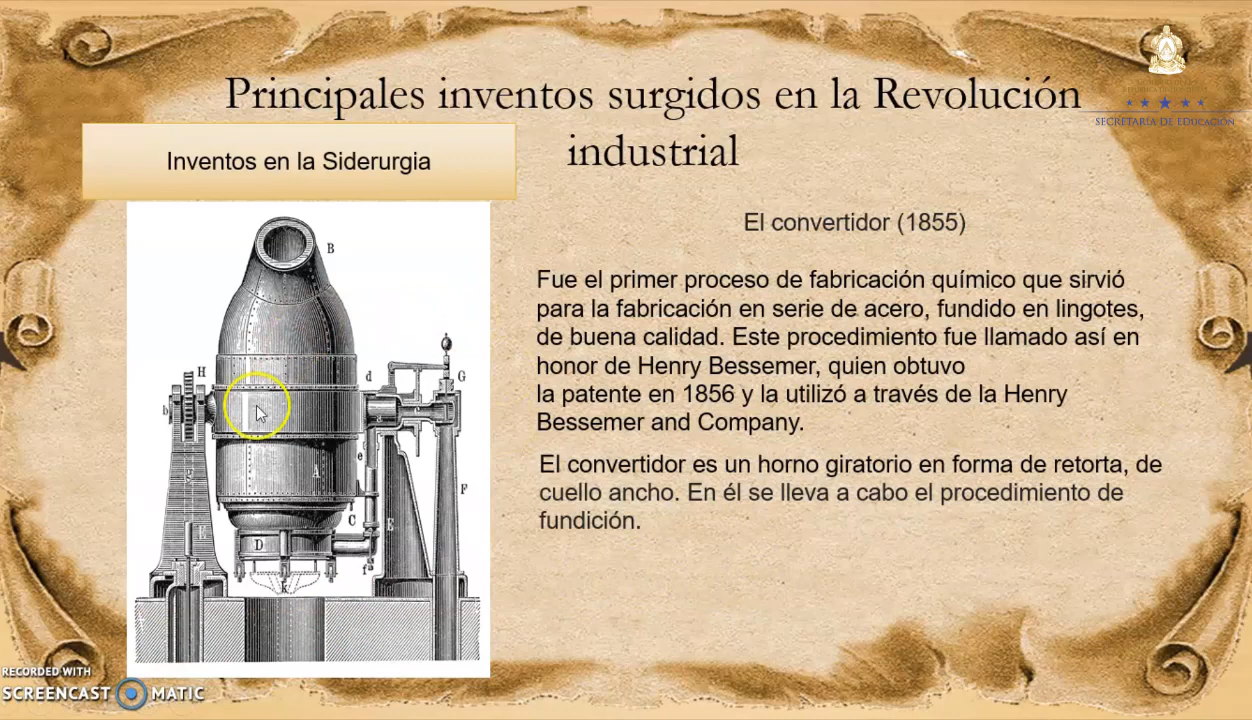 Principales inventos surgidos en la Revolución
industrial
SECRETARÍA DE EDUCACIÓN
Inventos en la Siderurgia
El convertidor (1855)
Fue el primer proceso de fabricación químico que sirvió
para la fabricación en serie de acero, fundido en lingotes,
de buena calidad. Este procedimiento fue llamado así en
honor de Henry Bessemer, quien obtuvo
la patente en 1856 y la utilizó a través de la Henry
Bessemer and Company.
El convertidor es un horno giratorio en forma de retorta, de
cuello ancho. En él se lleva a cabo el procedimiento de
fundición.
B
H
d
G
b
a
e
A
g
F
C
E
E
D
f
RECORDED WITH
SCREENCAST MATIC